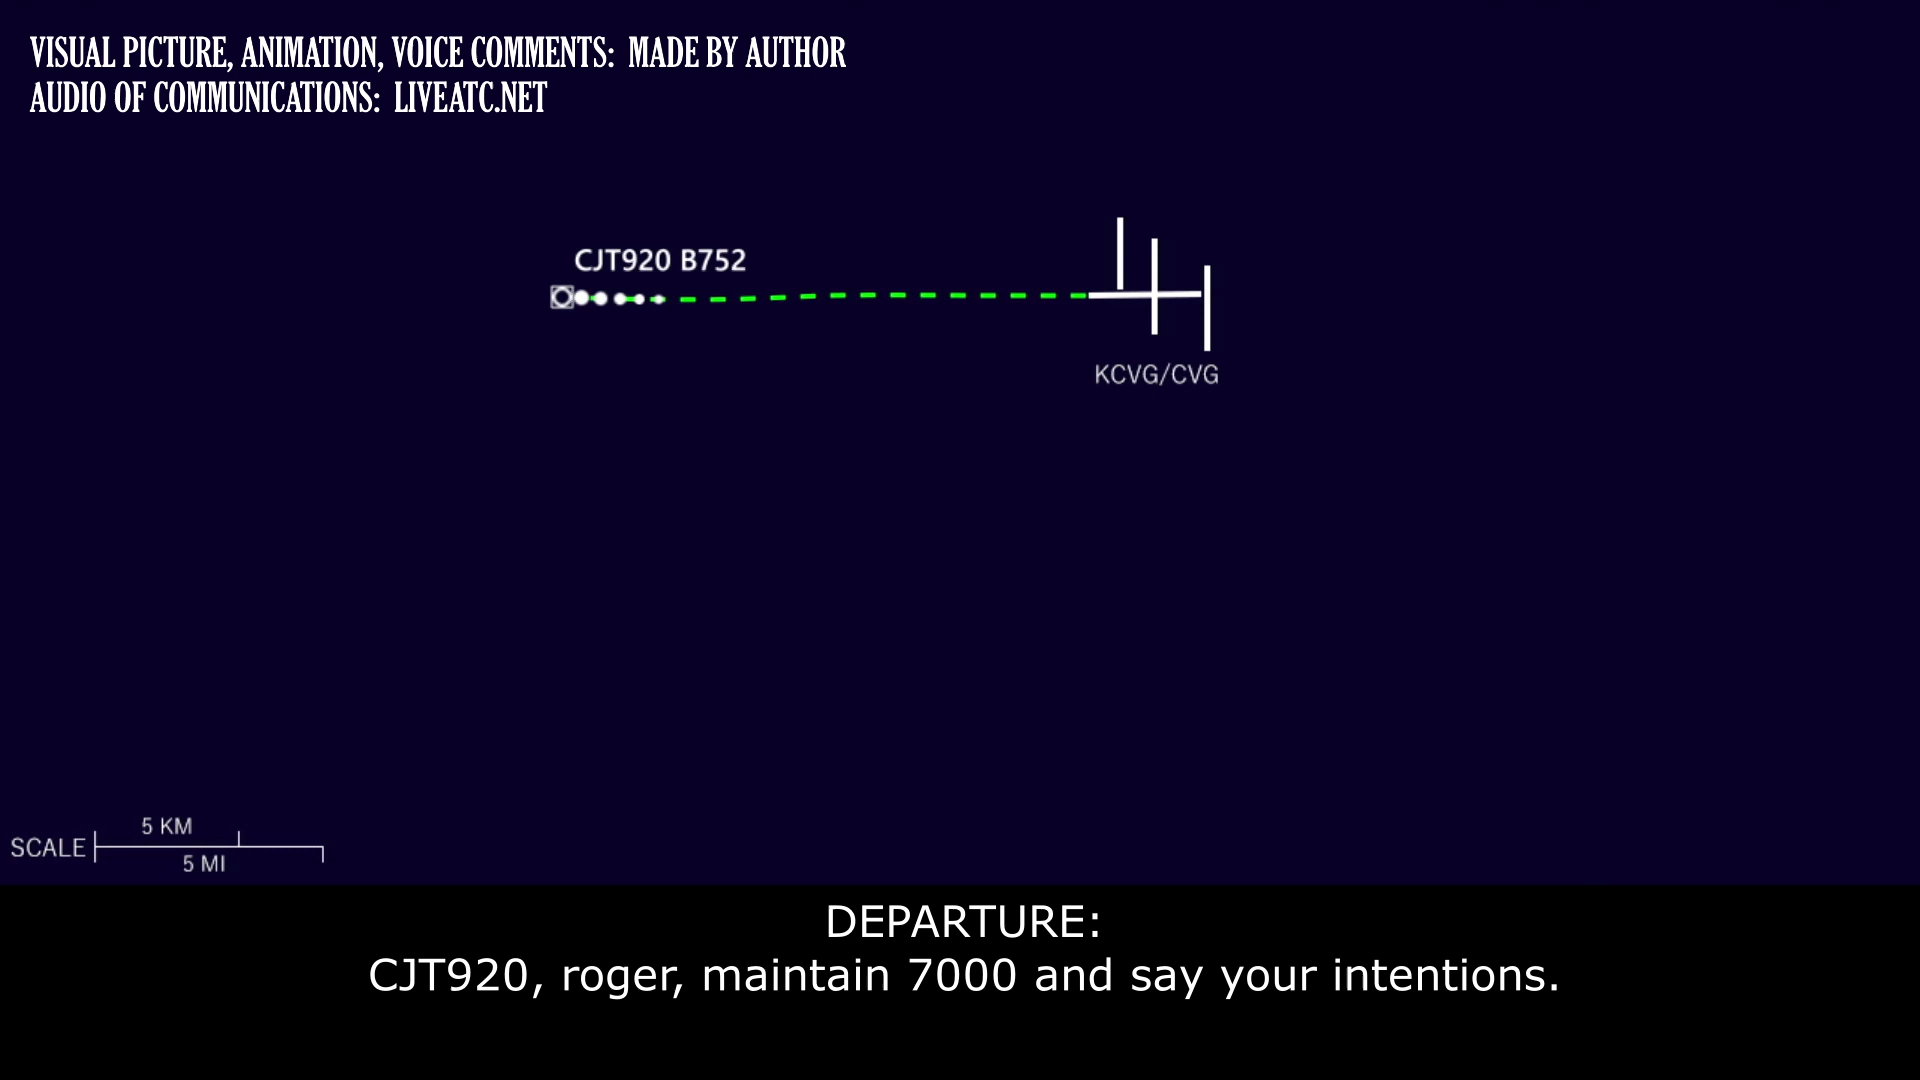 VISUAL PICTURE, ANIMATION, VOICE COMMENTS: MADE BY AUTHOR
AUDIO OF COMMUNICATIONS: LIVEATC.NET
CJT920 B752
KCVG/CVG
5 KM
SCALE
5 MI
DEPARTURE:
CJT920, roger, maintain 7000 and say your intentions.